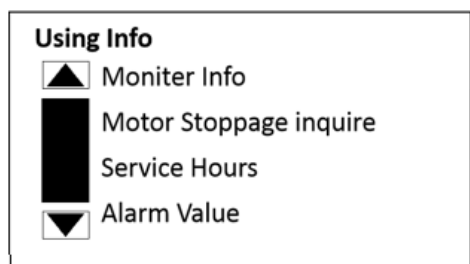 Using Info
Moniter Info
Motor Stoppage inquire
Service Hours
Alarm Value